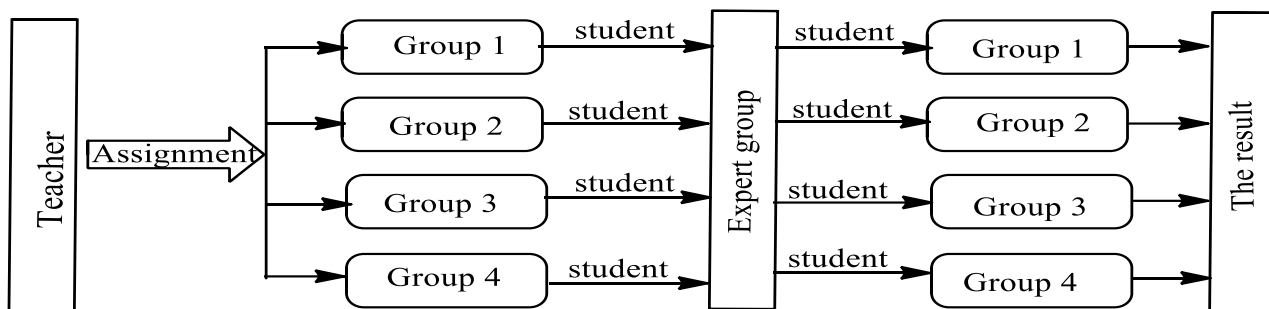 Teacher
Assignment
Group 1
student
Group 2
student
Group 3
student
Group 4
student
Expert group
student
Group 1
student
Group 2
student
Group 3
student
Group 4
The result